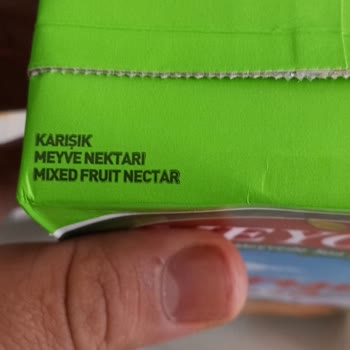 KARIŞIK
MEYVE NEKTARI
MIXED FRUIT NECTAR